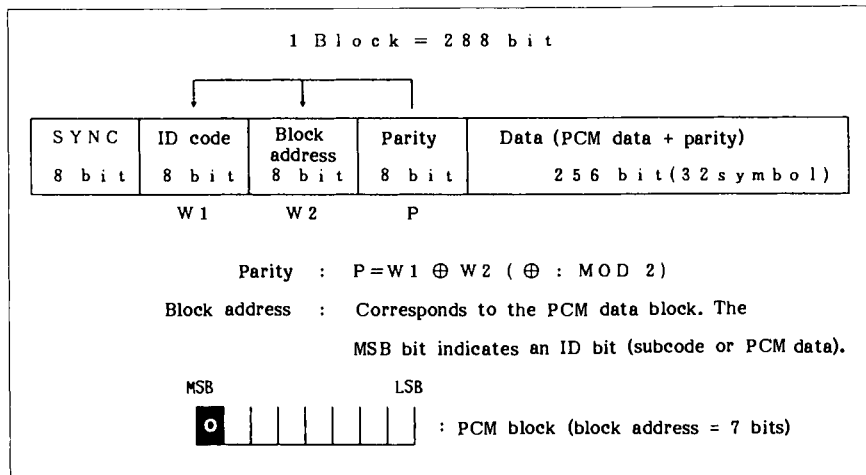 1 Block = 288 bit
SYNC ID code Block address Parity Data (PCM data + parity)
8 bit 8 bit 8 bit 8 bit 256 bit(32symbol)
W1 W2 P
Parity : P=W1 ⊕ W2 ( ⊕ : MOD 2)
Block address : Corresponds to the PCM data block. The
MSB bit indicates an ID bit (subcode or PCM data).
MSB LSB
0 : PCM block (block address = 7 bits)